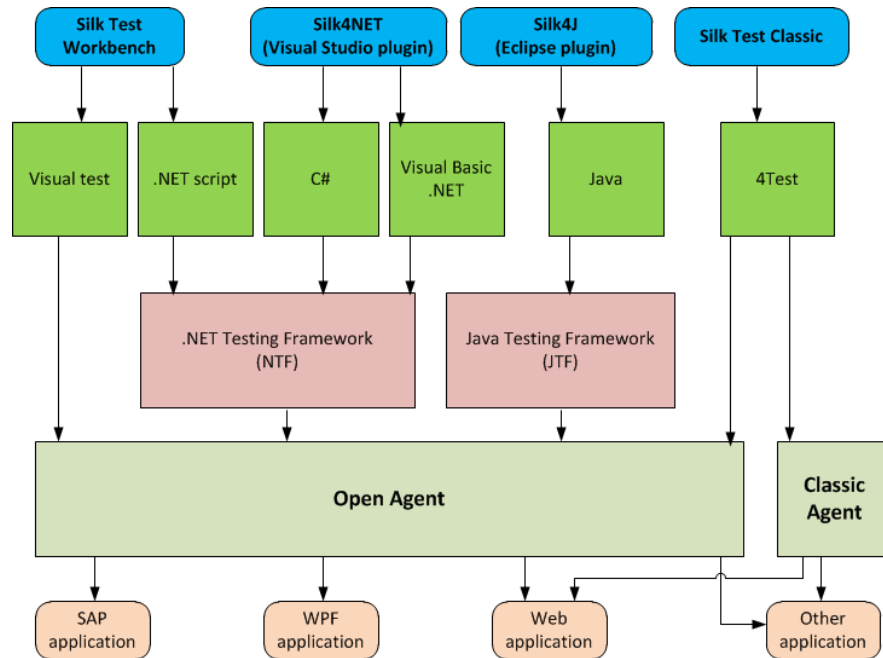 Silk Test
Workbench
Silk4NET
(Visual Studio plugin)
Silk4J
(Eclipse plugin)
Silk Test Classic
Visual test
.NET script
C#
Visual Basic
.NET
Java
4Test
.NET Testing Framework
(NTF)
Java Testing Framework
(JTF)
Open Agent
Classic
Agent
SAP
application
WPF
application
Web
application
Other
application